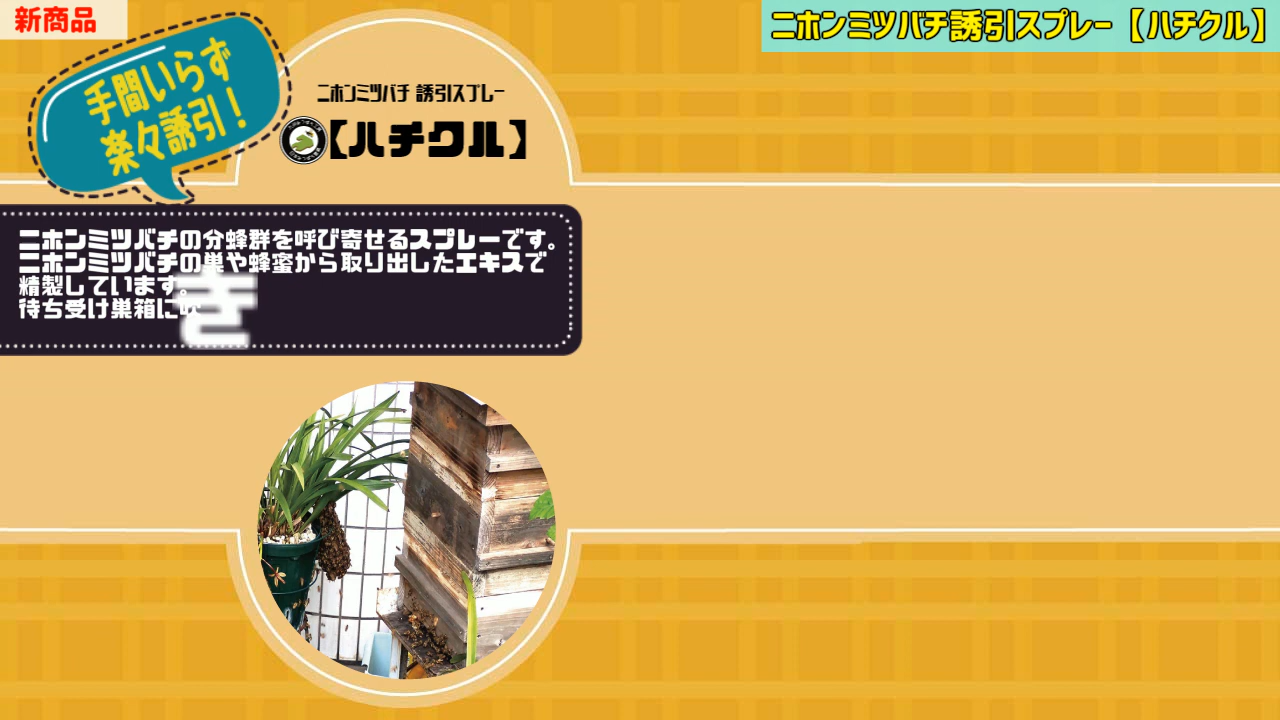 新商品
ニホンミツバチ誘引スプレー【ハチクル】
手間いらず
楽々誘引！
ニホンミツバチ 誘引スプレー
【ハチクル】
ニホンミツバチの分蜂群を呼び寄せるスプレーです。
ニホンミツバチの巣や蜂蜜から取り出したエキスで
精製しています。
待ち受け巣箱に吹き